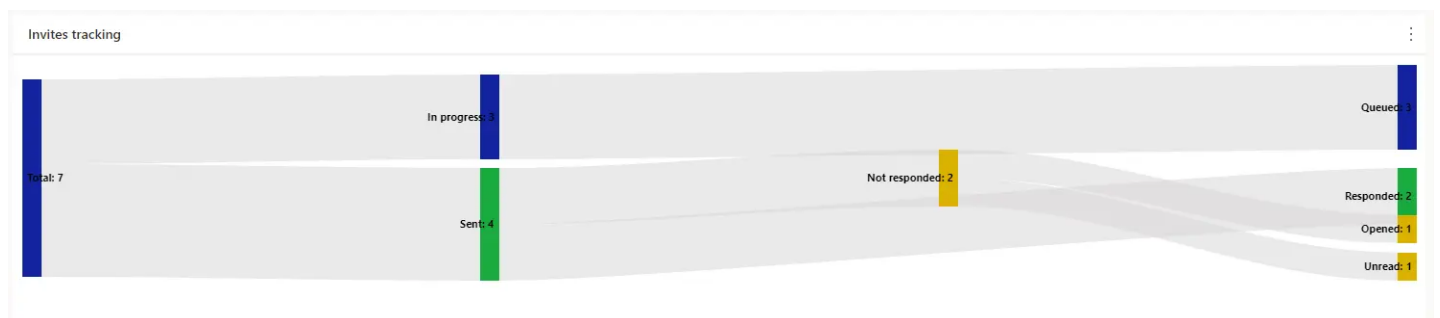 Invites tracking
In progress: 3
Queued: 3
Total: 7
Not responded: 2
Responded: 2
Sent: 4
Opened: 1
Unread: 1